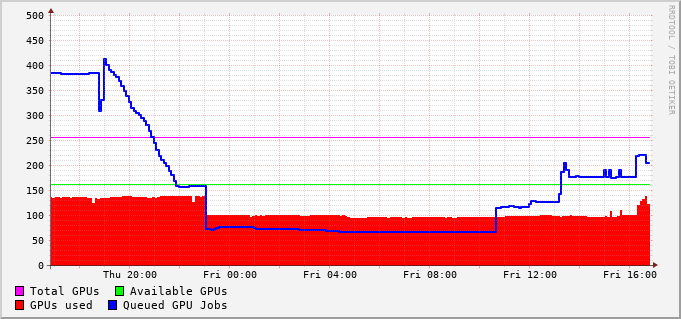 500
450
400
350
300
250
200
150
100
50
0
Thu 20:00 Fri 00:00 Fri 04:00 Fri 08:00 Fri 12:00 Fri 16:00
Total GPUs Available GPUs
GPUs used Queued GPU Jobs
RRDTOOL / TOBI OETIKER